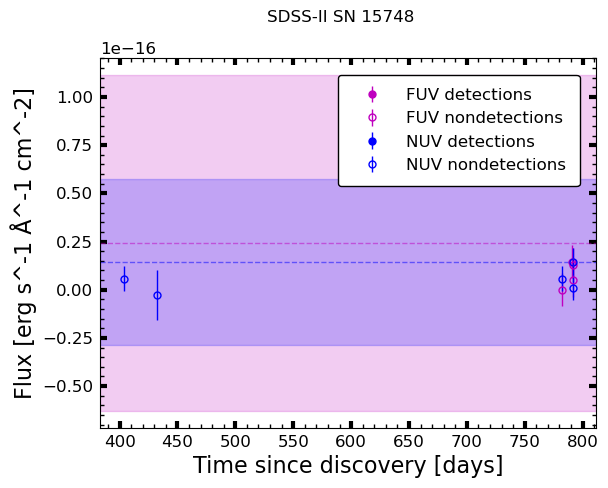 SDSS-II SN 15748
1e−16
FUV detections
FUV nondetections
NUV detections
NUV nondetections
Flux [erg s^-1 Å^-1 cm^-2]
1.00
0.75
0.50
0.25
0.00
−0.25
−0.50
400 450 500 550 600 650 700 750 800
Time since discovery [days]